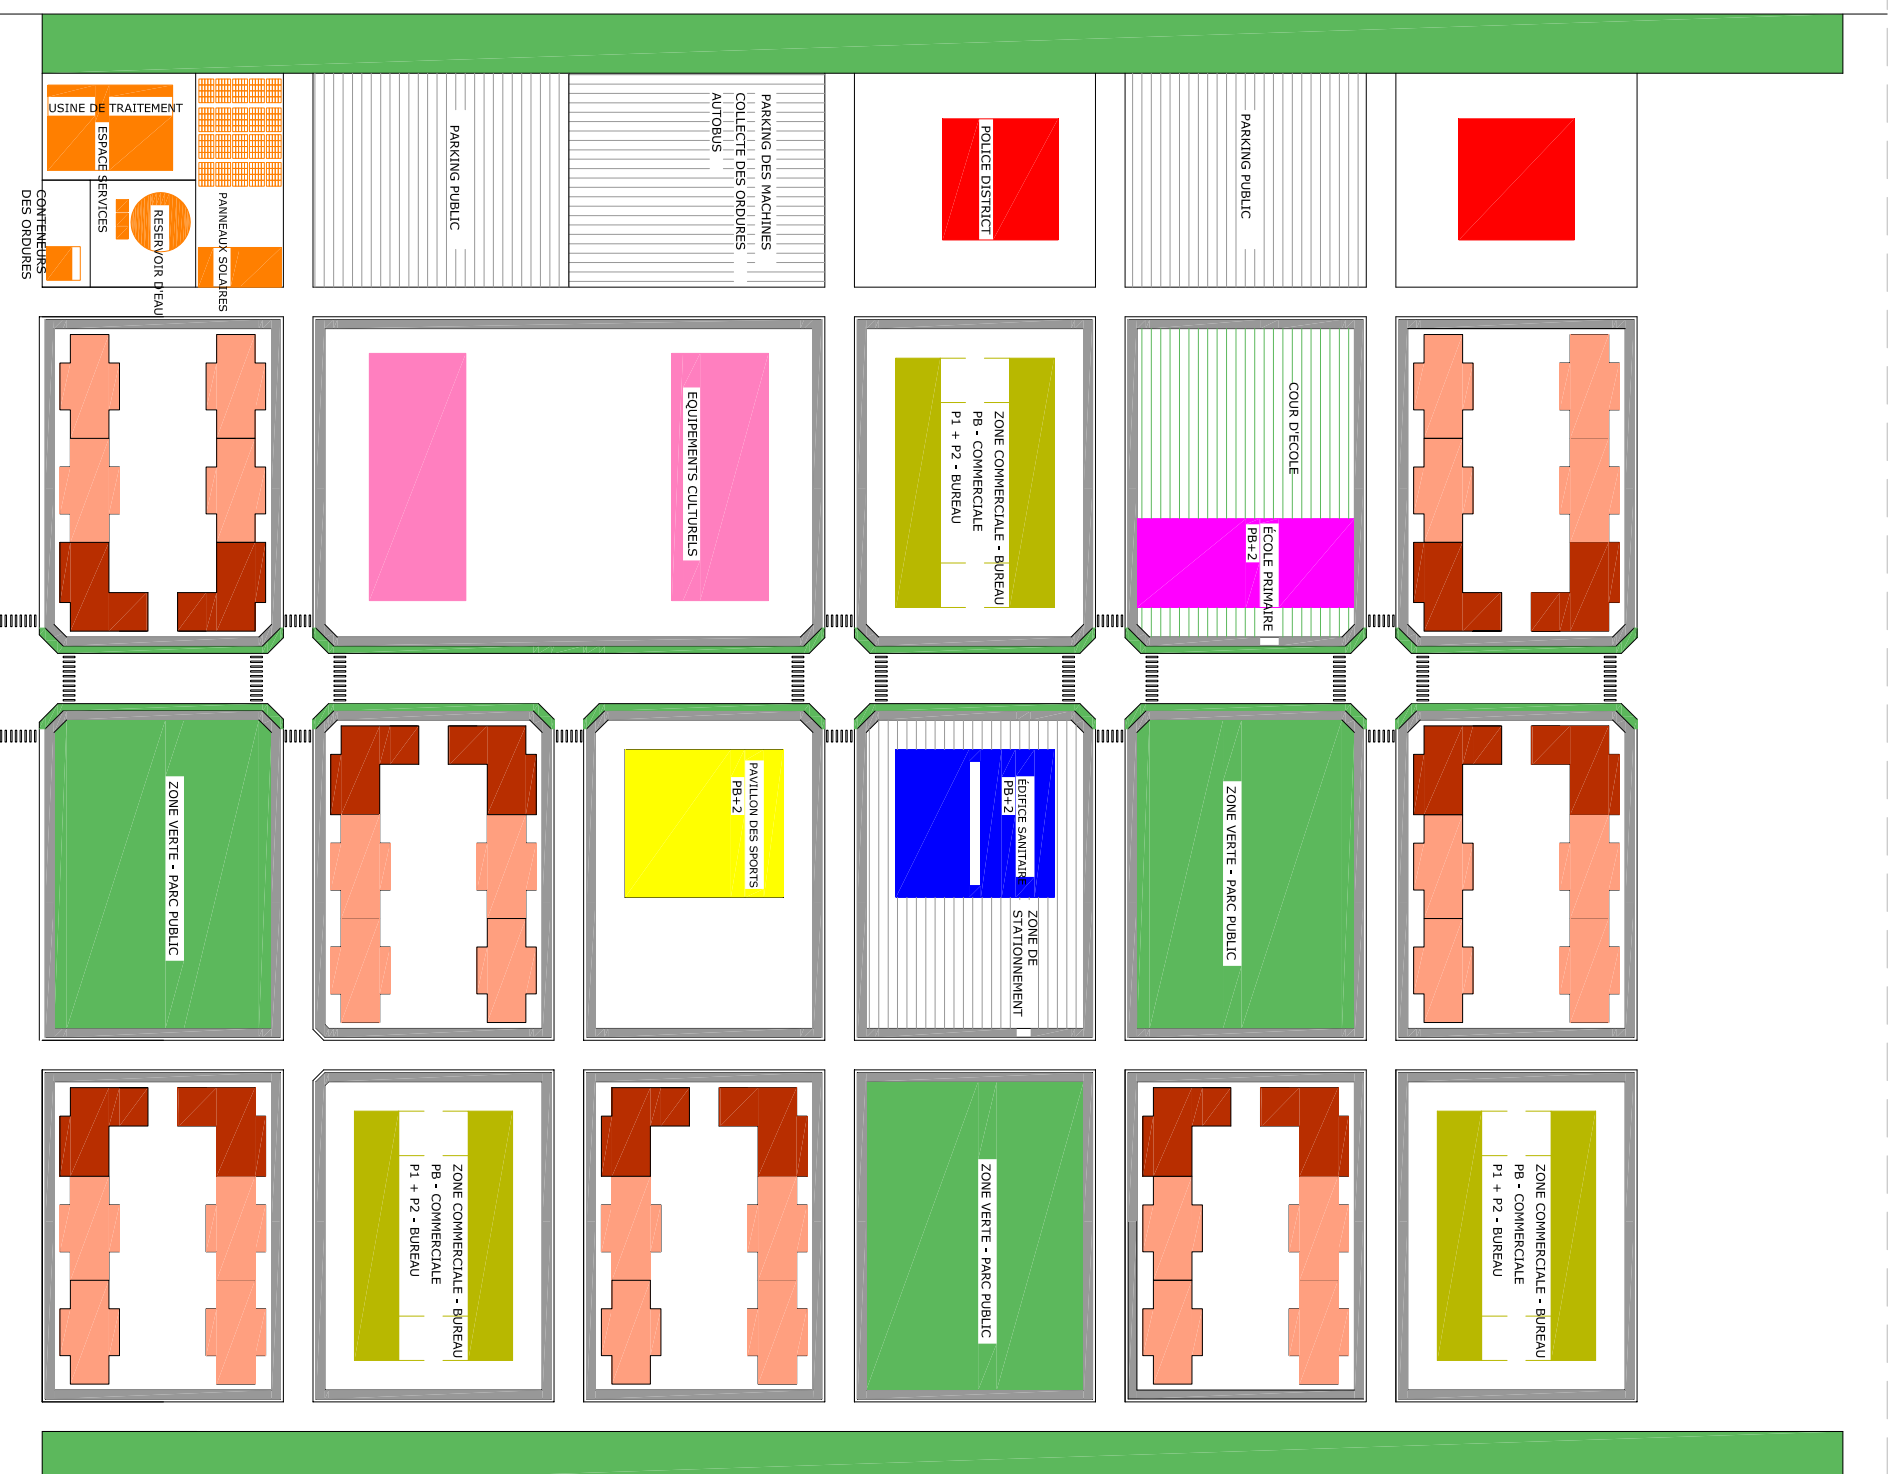 USINE DE TRAITEMENT
ESPACE SERVICES
CONTENEURS
DES ORDURES
RESERVOIR D'EAU
PANNEAUX SOLAIRES
PARKING PUBLIC
PARKING DES MACHINES
COLLECTE DES ORDURES
AUTOBUS
POLICE DISTRICT
PARKING PUBLIC
EQUIPEMENTS CULTURELS
ZONE COMMERCIALE - BUREAU
PB - COMMERCIALE
P1 + P2 - BUREAU
COUR D'ECOLE
ÉCOLE PRIMAIRE
PB+2
ZONE VERTE - PARC PUBLIC
PAVILLON DES SPORTS
PB+2
ÉDIFICE SANITAIRE
PB+2
ZONE DE
STATIONNEMENT
ZONE VERTE - PARC PUBLIC
ZONE COMMERCIALE - BUREAU
PB - COMMERCIALE
P1 + P2 - BUREAU
ZONE VERTE - PARC PUBLIC
ZONE COMMERCIALE - BUREAU
PB - COMMERCIALE
P1 + P2 - BUREAU